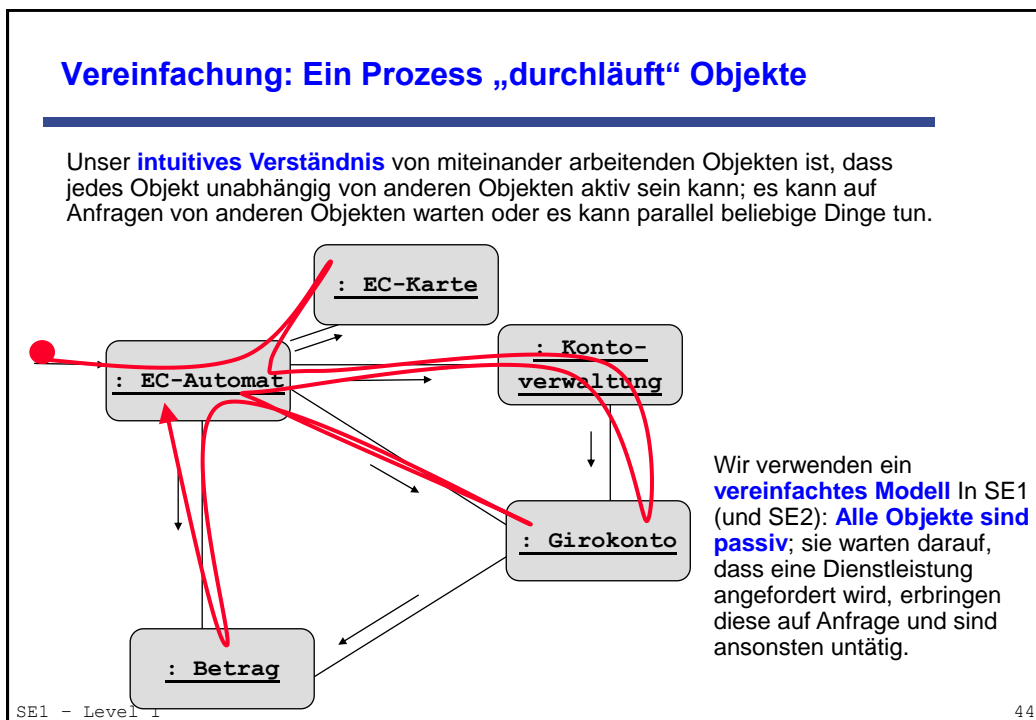 Vereinfachung: Ein Prozess „durchläuft“ Objekte
Unser intuitives Verständnis von miteinander arbeitenden Objekten ist, dass
jedes Objekt unabhängig von anderen Objekten aktiv sein kann; es kann auf
Anfragen von anderen Objekten warten oder es kann parallel beliebige Dinge tun.
: EC-Karte
: Konto-
verwaltung
: EC-Automat
: Girokonto
: Betrag
Wir verwenden ein
vereinfachtes Modell In SE1
(und SE2): Alle Objekte sind
passiv; sie warten darauf,
dass eine Dienstleistung
angefordert wird, erbringen
diese auf Anfrage und sind
ansonsten untätig.
SE1 – Level 1
44